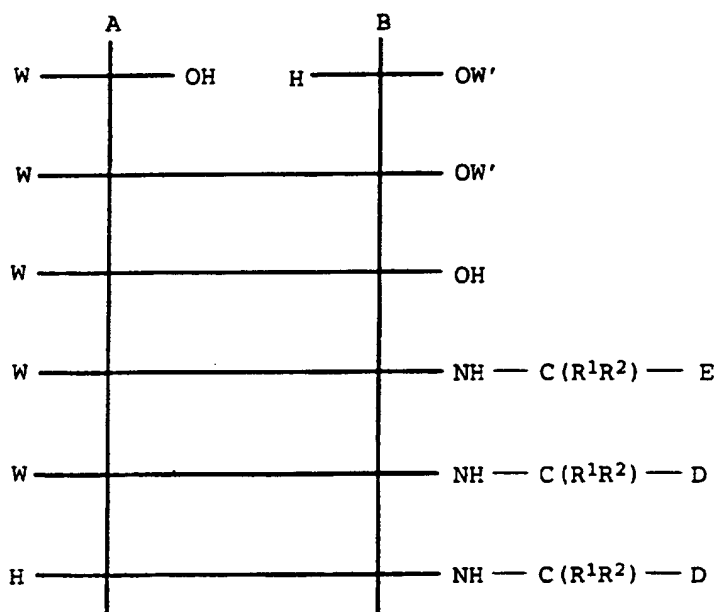 A B
W OH H OW'
W OW'
W OH
W NH — C(R¹R²) — E
W NH — C(R¹R²) — D
H NH — C(R¹R²) — D